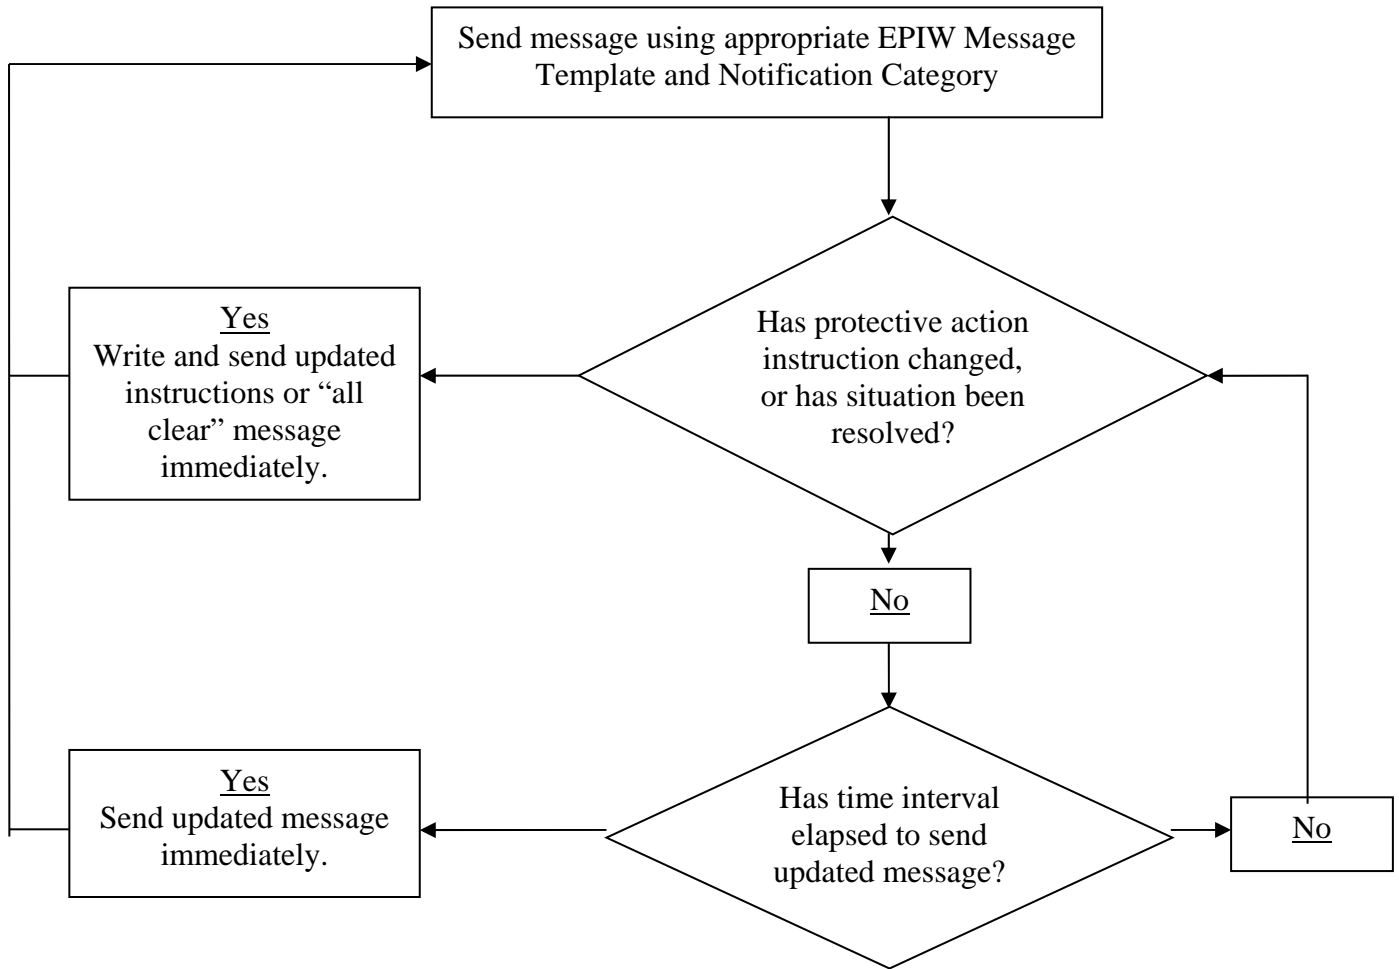 Send message using appropriate EPIW Message
Template and Notification Category
Has protective action
instruction changed,
or has situation been
resolved?
Yes
Write and send updated
instructions or “all
clear” message
immediately.
No
Has time interval
elapsed to send
updated message?
Yes
Send updated message
immediately.
No